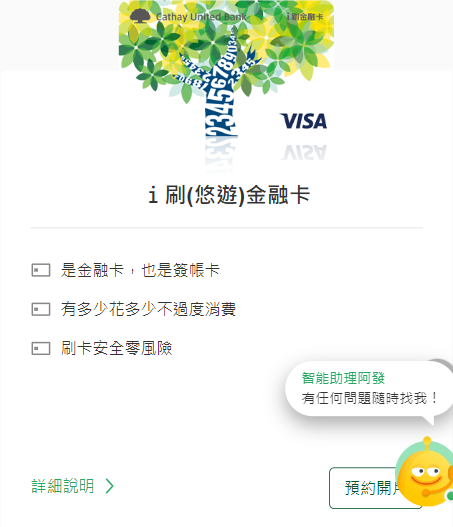 Cathay United Bank
i刷金融卡
VISA
i 刷(悠遊)金融卡
是金融卡，也是簽帳卡
有多少花多少不過度消費
刷卡安全零風險
智能助理阿發
有任何問題隨時找我！
詳細說明
預約開